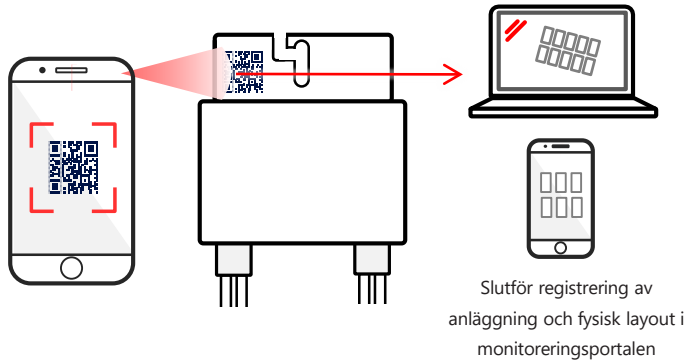 Slutför registrering av
anläggning och fysisk layout i
monitoreringsportalen